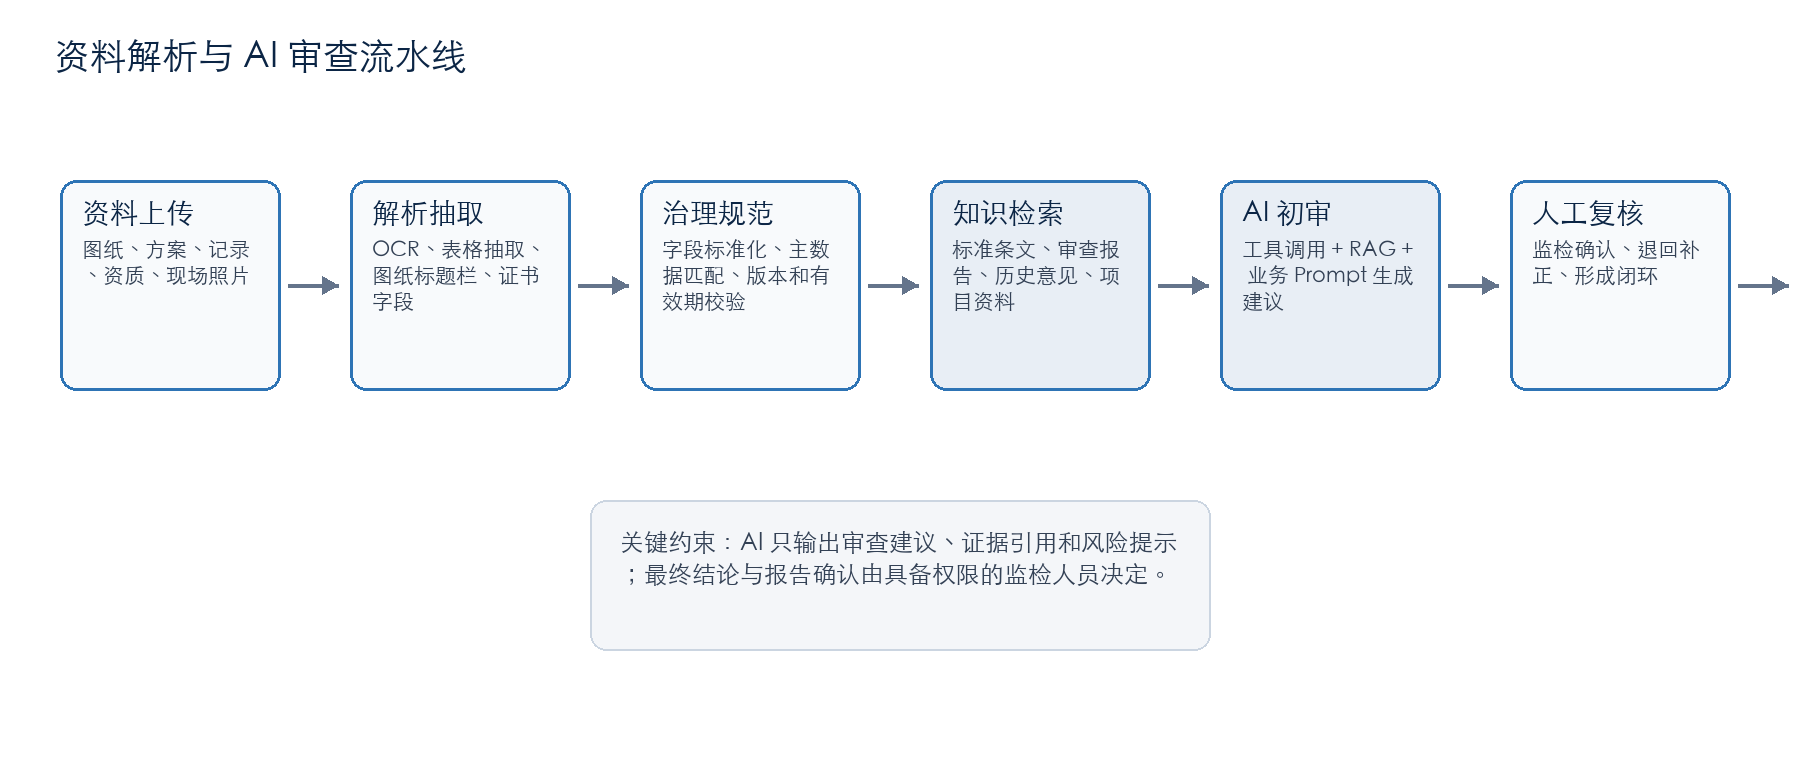 资料解析与 AI 审查流水线
资料上传
图纸、方案、记录
、资质、现场照片
解析抽取
OCR、表格抽取、
图纸标题栏、证书
字段
治理规范
字段标准化、主数
据匹配、版本和有
效期校验
知识检索
标准条文、审查报
告、历史意见、项
目资料
AI 初审
工具调用 + RAG +
业务 Prompt 生成
建议
人工复核
监检确认、退回补
正、形成闭环
关键约束：AI 只输出审查建议、证据引用和风险提示
；最终结论与报告确认由具备权限的监检人员决定。